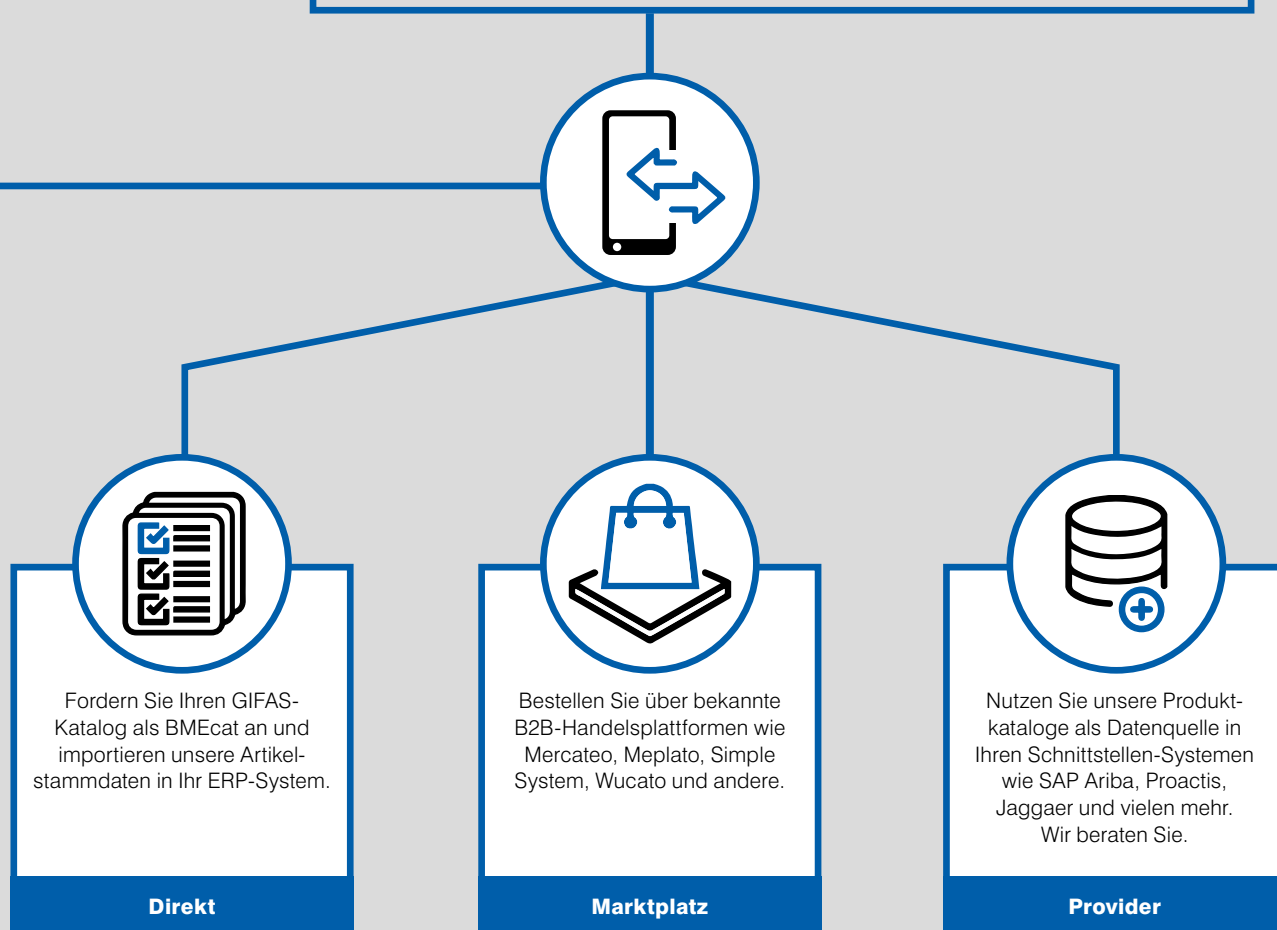 Fordern Sie Ihren GIFAS-
Katalog als BMEcat an und
importieren unsere Artikel-
stammdaten in Ihr ERP-System.
Direkt
Bestellen Sie über bekannte
B2B-Handelsplattformen wie
Mercateo, Meplato, Simple
System, Wucato und andere.
Marktplatz
Nutzen Sie unsere Produkt-
kataloge als Datenquelle in
Ihren Schnittstellen-Systemen
wie SAP Ariba, Proactis,
Jaggaer und vielen mehr.
Wir beraten Sie.
Provider